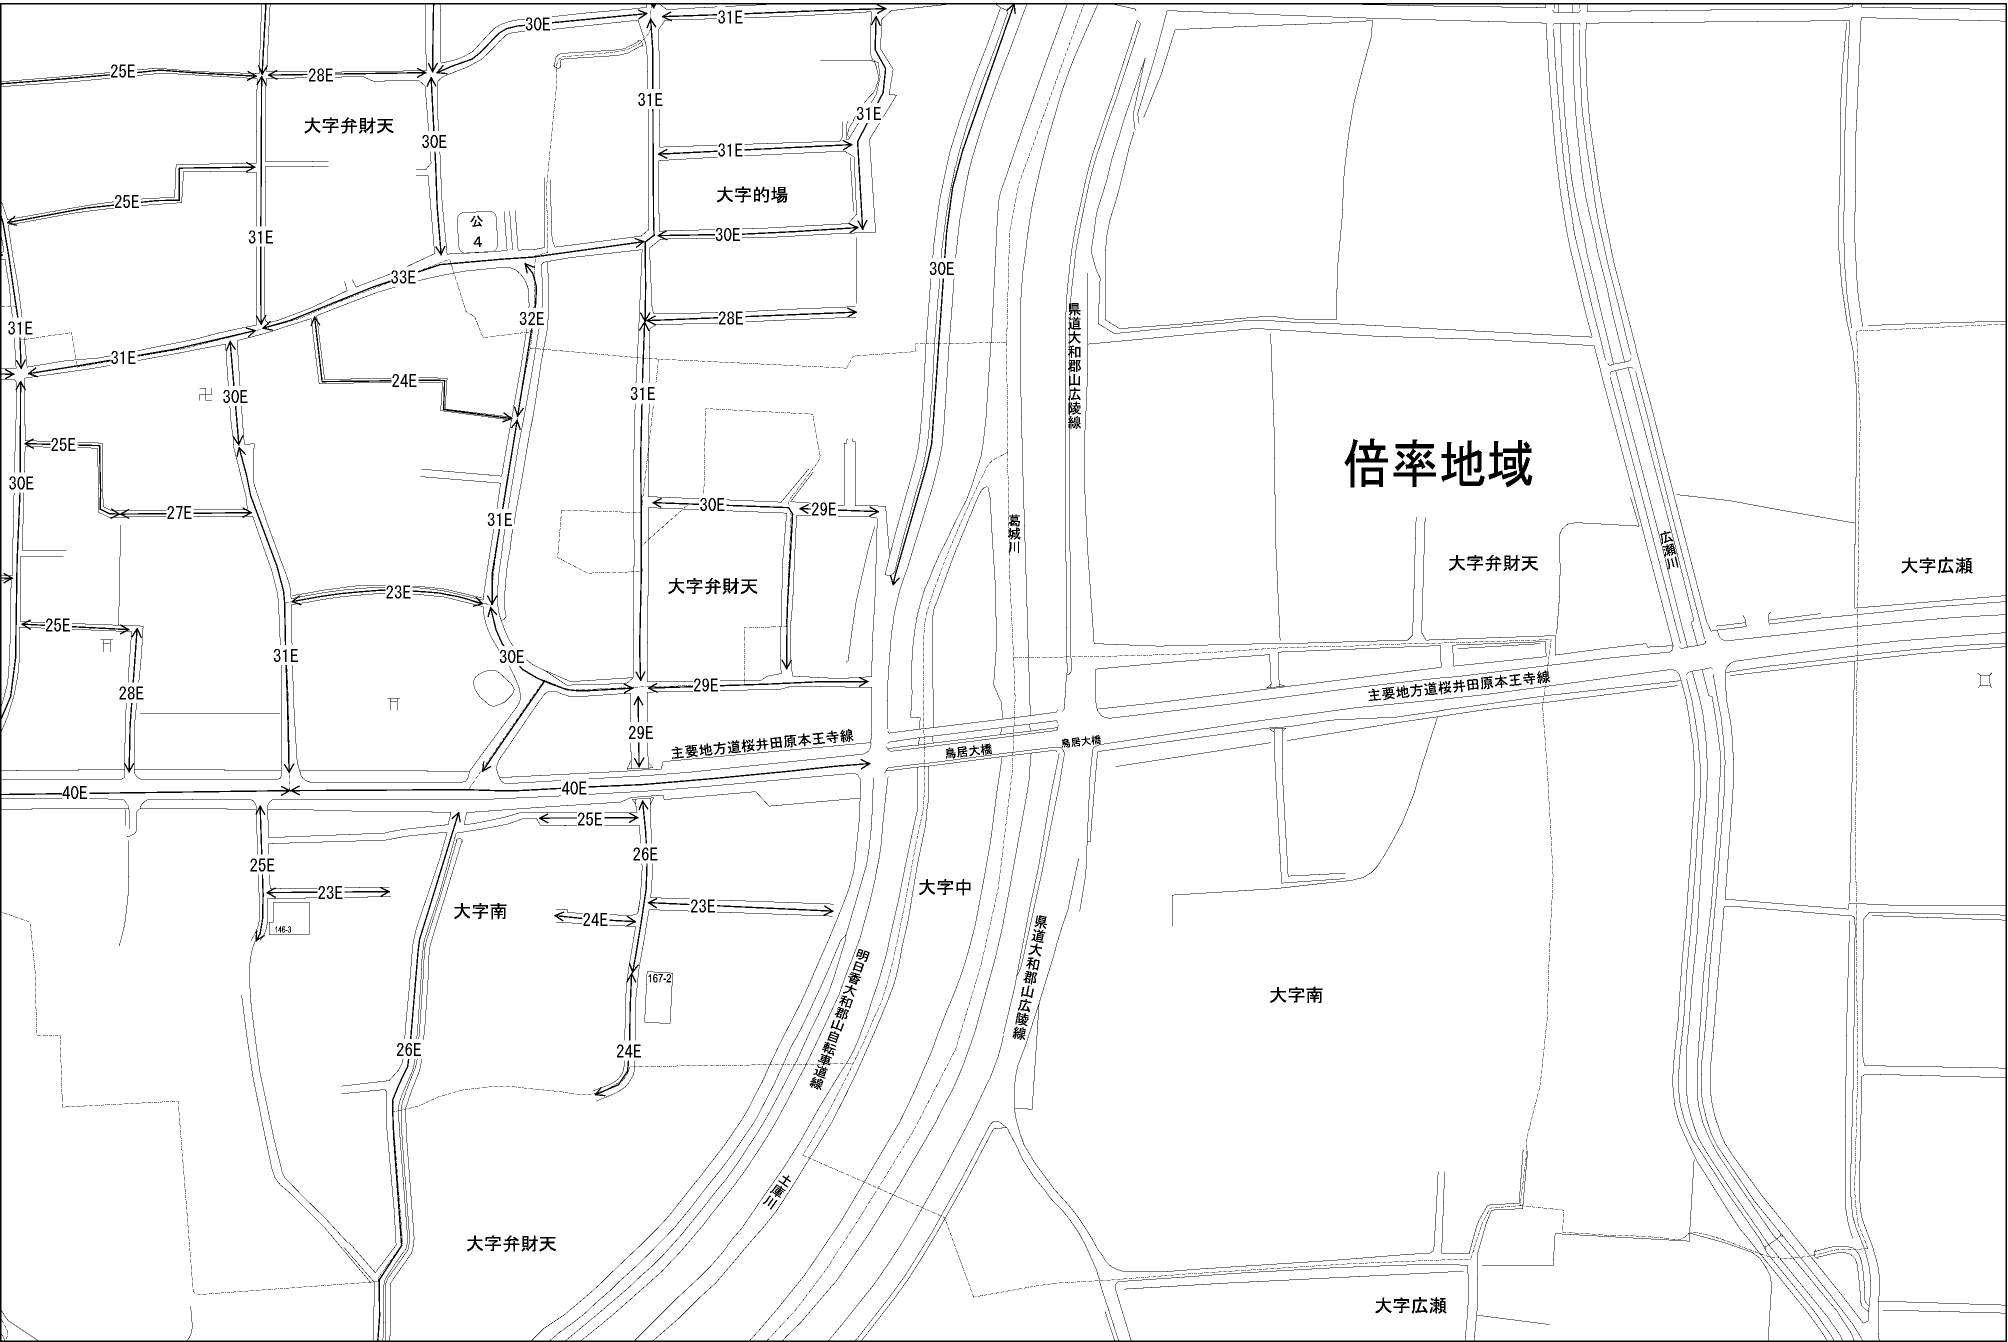 30E
31E
25E
28E
31E
大字弁財天
30E
31E
31E
大字的場
25E
公
4
31E
30E
33E
30E
28E
32E
31E
31E
県道大和郡山広陵線
30E
24E
31E
25E
倍率地域
30E
27E
30E
29E
31E
葛城川
広瀬川
大字弁財天
大字広瀬
23E
大字弁財天
25E
31E
30E
28E
29E
主要地方道桜井田原本王寺線
29E
主要地方道桜井田原本王寺線
鳥居大橋
鳥居大橋
40E
40E
25E
25E
26E
23E
24E
23E
大字南
大字中
146-3
県道大和郡山広陵線
明日香大和郡山自転車道線
167-2
大字南
26E
24E
土庫川
大字弁財天
大字広瀬